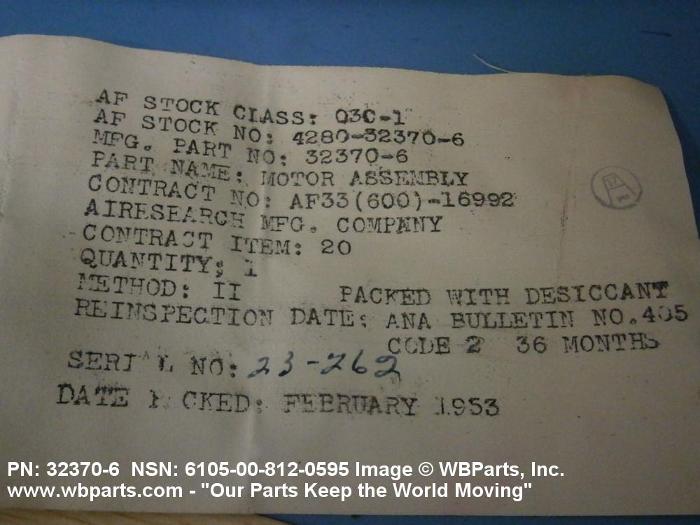 AF STOCK CLASS: 03C-1
AF STOCK NO: 4280-32370-6
MFG. PART NO: 32370-6
PART NAME: MOTOR ASSEMBLY
CONTRACT NO: AF33(600)-16992
AIRESEARCH MFG. COMPANY
CONTRACT ITEM: 20
QUANTITY; 1
METHOD: II PACKED WITH DESICCANT
REINSPECTION DATE: ANA BULLETIN NO.405
CODE 2 36 MONTHS
SERIAL NO: 23-262
DATE PACKED: FEBRUARY 1953
PN: 32370-6 NSN: 6105-00-812-0595 Image © WBParts, Inc.
www.wbparts.com - "Our Parts Keep the World Moving"